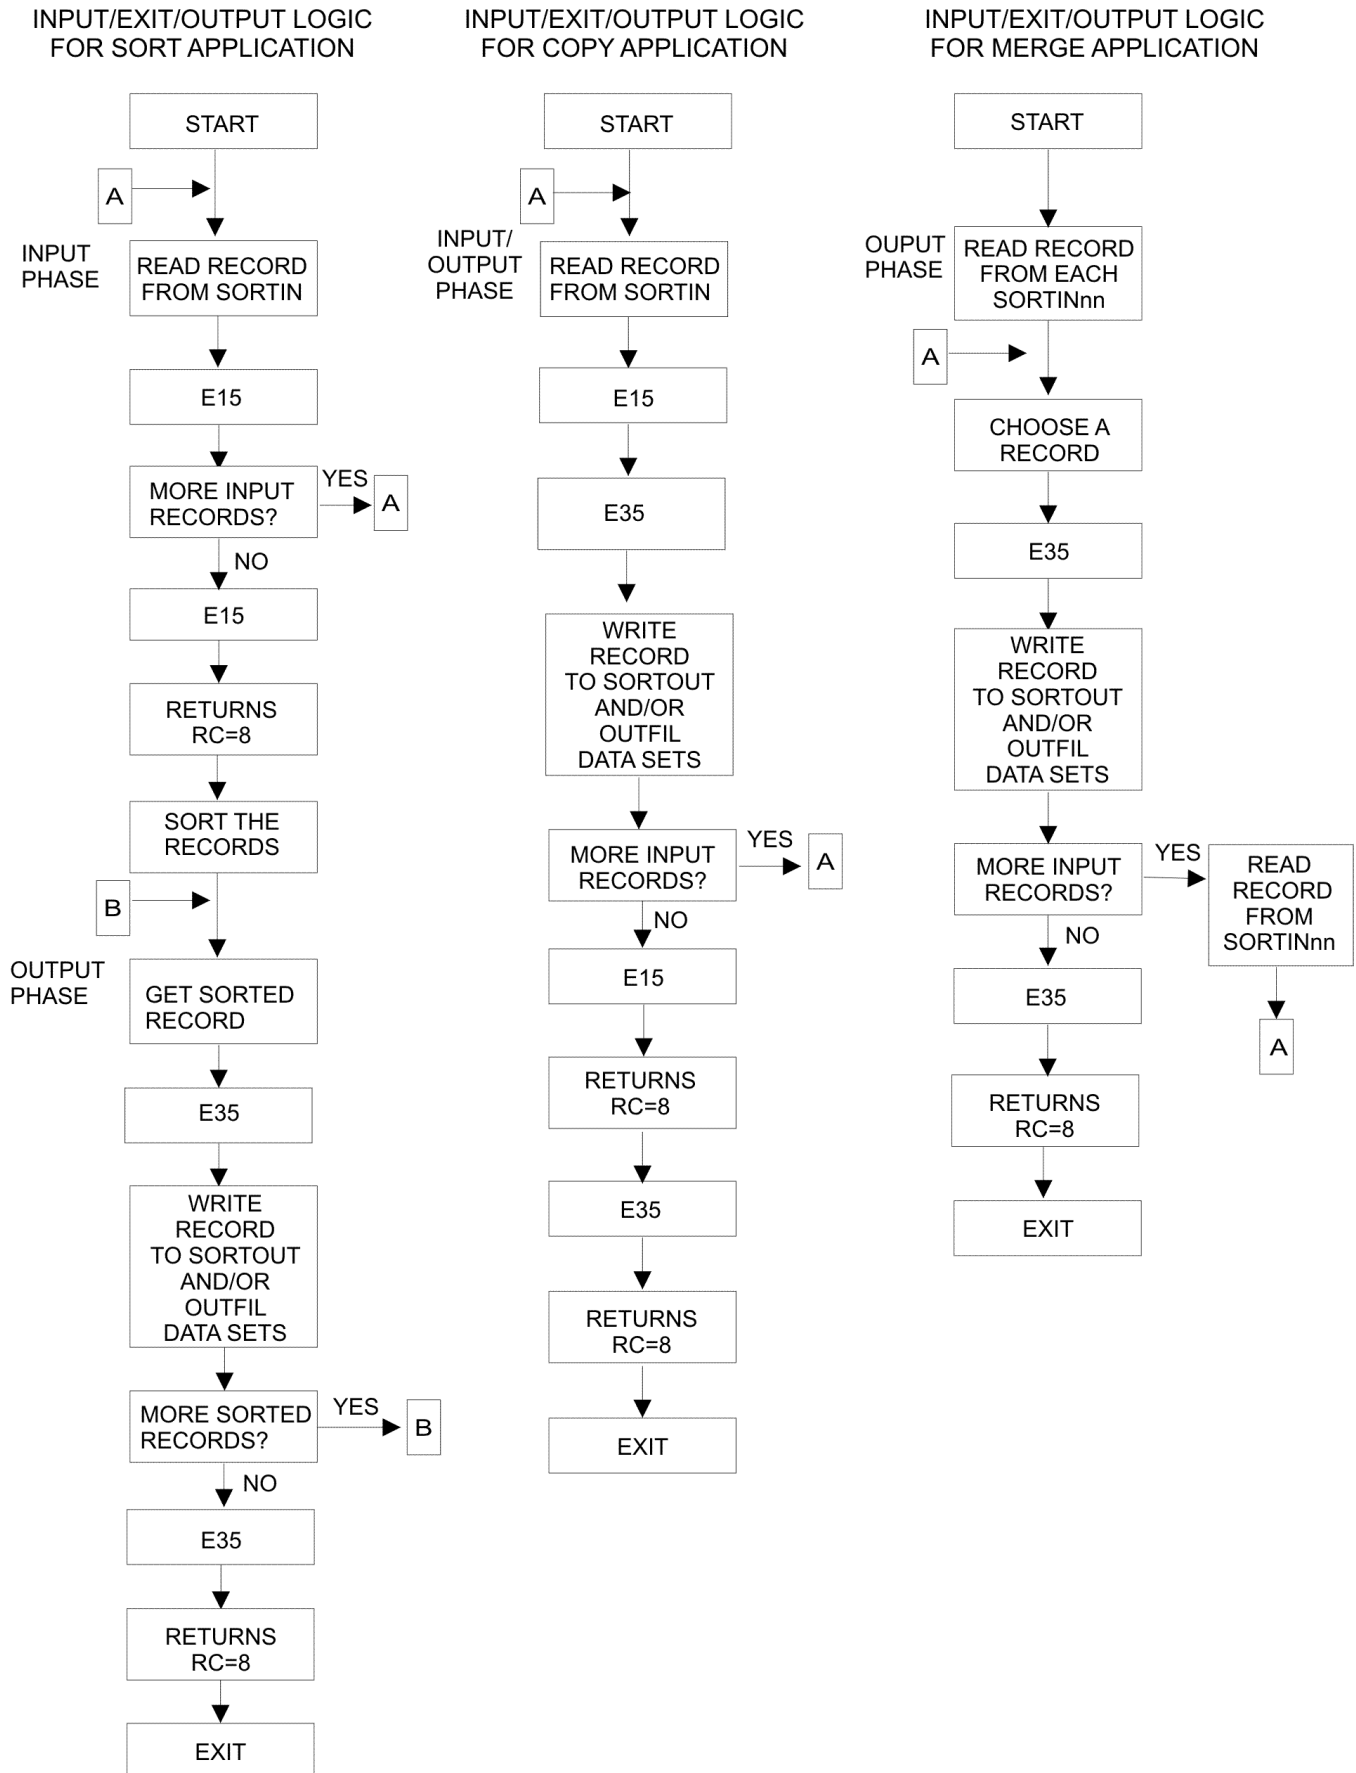 INPUT/EXIT/OUTPUT LOGIC
FOR SORT APPLICATION
START
A
INPUT
PHASE
READ RECORD
FROM SORTIN
E15
MORE INPUT
RECORDS?
YES
A
NO
E15
RETURNS
RC=8
SORT THE
RECORDS
B
OUTPUT
PHASE
GET SORTED
RECORD
E35
WRITE
RECORD
TO SORTOUT
AND/OR
OUTFIL
DATA SETS
MORE SORTED
RECORDS?
YES
B
NO
E35
RETURNS
RC=8
EXIT
INPUT/EXIT/OUTPUT LOGIC
FOR COPY APPLICATION
START
A
INPUT/
OUTPUT
PHASE
READ RECORD
FROM SORTIN
E15
E35
WRITE
RECORD
TO SORTOUT
AND/OR
OUTFIL
DATA SETS
MORE INPUT
RECORDS?
YES
A
NO
E15
RETURNS
RC=8
E35
RETURNS
RC=8
EXIT
INPUT/EXIT/OUTPUT LOGIC
FOR MERGE APPLICATION
START
OUPUT
PHASE
READ RECORD
FROM EACH
SORTINnn
A
CHOOSE A
RECORD
E35
WRITE
RECORD
TO SORTOUT
AND/OR
OUTFIL
DATA SETS
MORE INPUT
RECORDS?
YES
READ
RECORD
FROM
SORTINnn
A
NO
E35
RETURNS
RC=8
EXIT